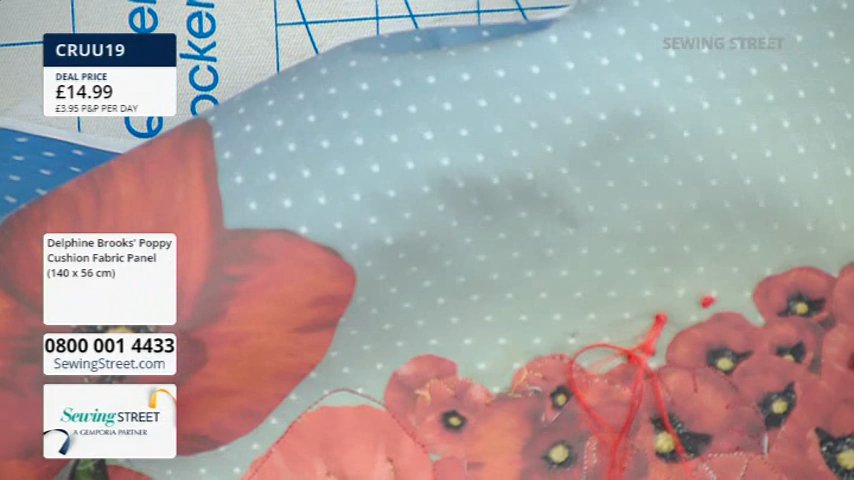 CRUU19
DEAL PRICE
£14.99
£3.95 P&P PER DAY
SEWING STREET
Delphine Brooks' Poppy
Cushion Fabric Panel
(140 x 56 cm)
0800 001 4433
SewingStreet.com
Sewing STREET
A GEMPORIA PARTNER
ocker